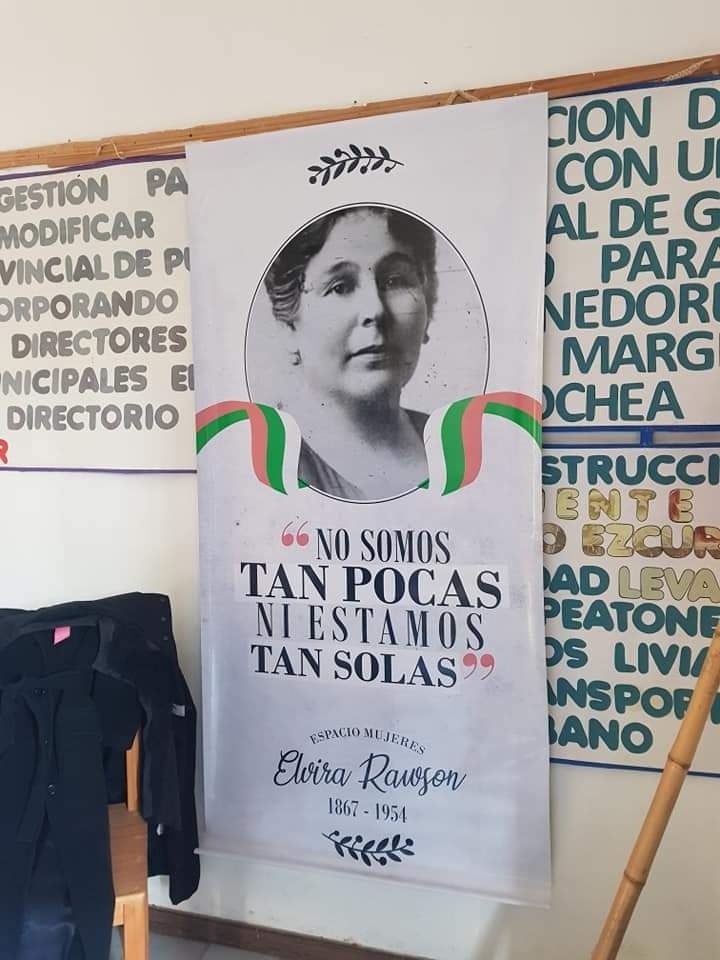 GESTIÓN PA
MODIFICAR
VINCIAL DE PU
ORPORANDO
DIRECTORES
NICIPALES E
DIRECTORIO
R
“NO SOMOS
TAN POCAS
NI ESTAMOS
TAN SOLAS”
ESPACIO MUJERES
Elvira Rawson
1867 - 1954
CION D
CON U
AL DE G
PARA
NEDOR
MARG
OCHEA
STRUCCI
ENTE
O EZCUR
DAD LEVA
PEATONE
OS LIVIA
ANSPOR
BANO